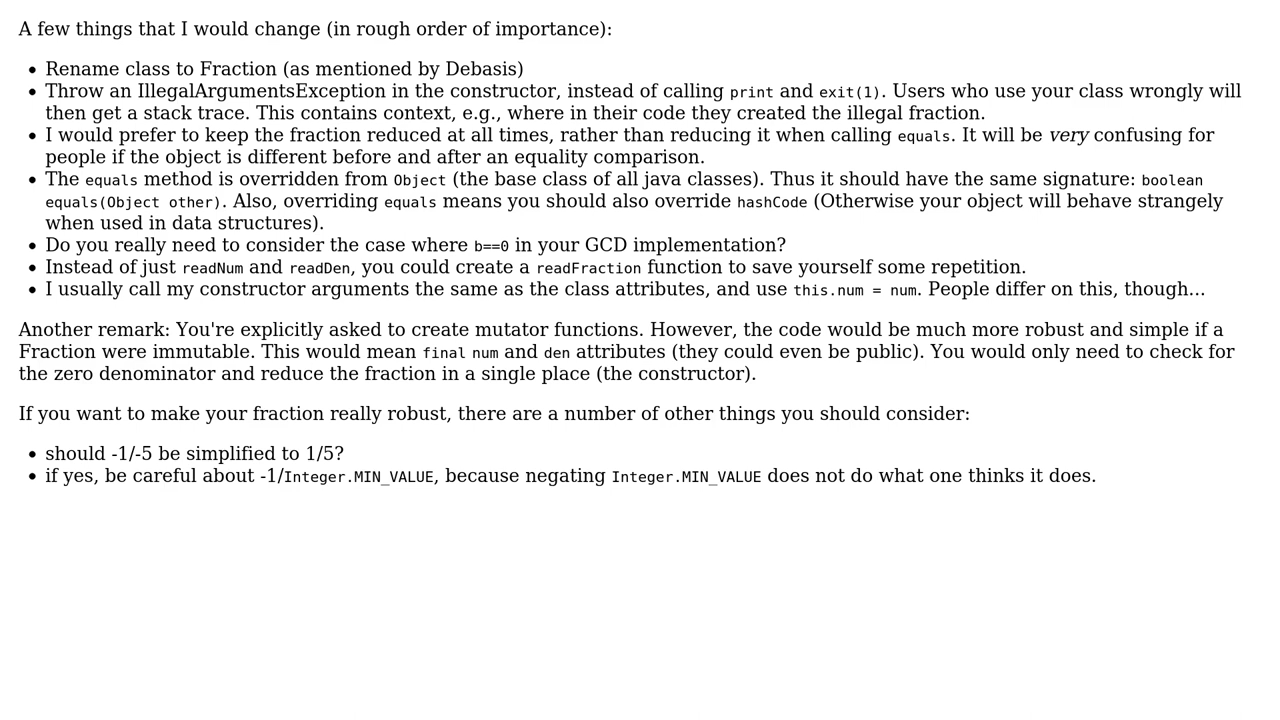 A few things that I would change (in rough order of importance):
• Rename class to Fraction (as mentioned by Debasis)
• Throw an IllegalArgumentsException in the constructor, instead of calling print and exit(1). Users who use your class wrongly will
then get a stack trace. This contains context, e.g., where in their code they created the illegal fraction.
• I would prefer to keep the fraction reduced at all times, rather than reducing it when calling equals. It will be very confusing for
people if the object is different before and after an equality comparison.
• The equals method is overridden from Object (the base class of all java classes). Thus it should have the same signature: boolean
equals(Object other). Also, overriding equals means you should also override hashCode (Otherwise your object will behave strangely
when used in data structures).
• Do you really need to consider the case where b==0 in your GCD implementation?
• Instead of just readNum and readDen, you could create a readFraction function to save yourself some repetition.
• I usually call my constructor arguments the same as the class attributes, and use this.num = num. People differ on this, though...
Another remark: You're explicitly asked to create mutator functions. However, the code would be much more robust and simple if a
Fraction were immutable. This would mean final num and den attributes (they could even be public). You would only need to check for
the zero denominator and reduce the fraction in a single place (the constructor).
If you want to make your fraction really robust, there are a number of other things you should consider:
• should -1/-5 be simplified to 1/5?
• if yes, be careful about -1/Integer.MIN_VALUE, because negating Integer.MIN_VALUE does not do what one thinks it does.